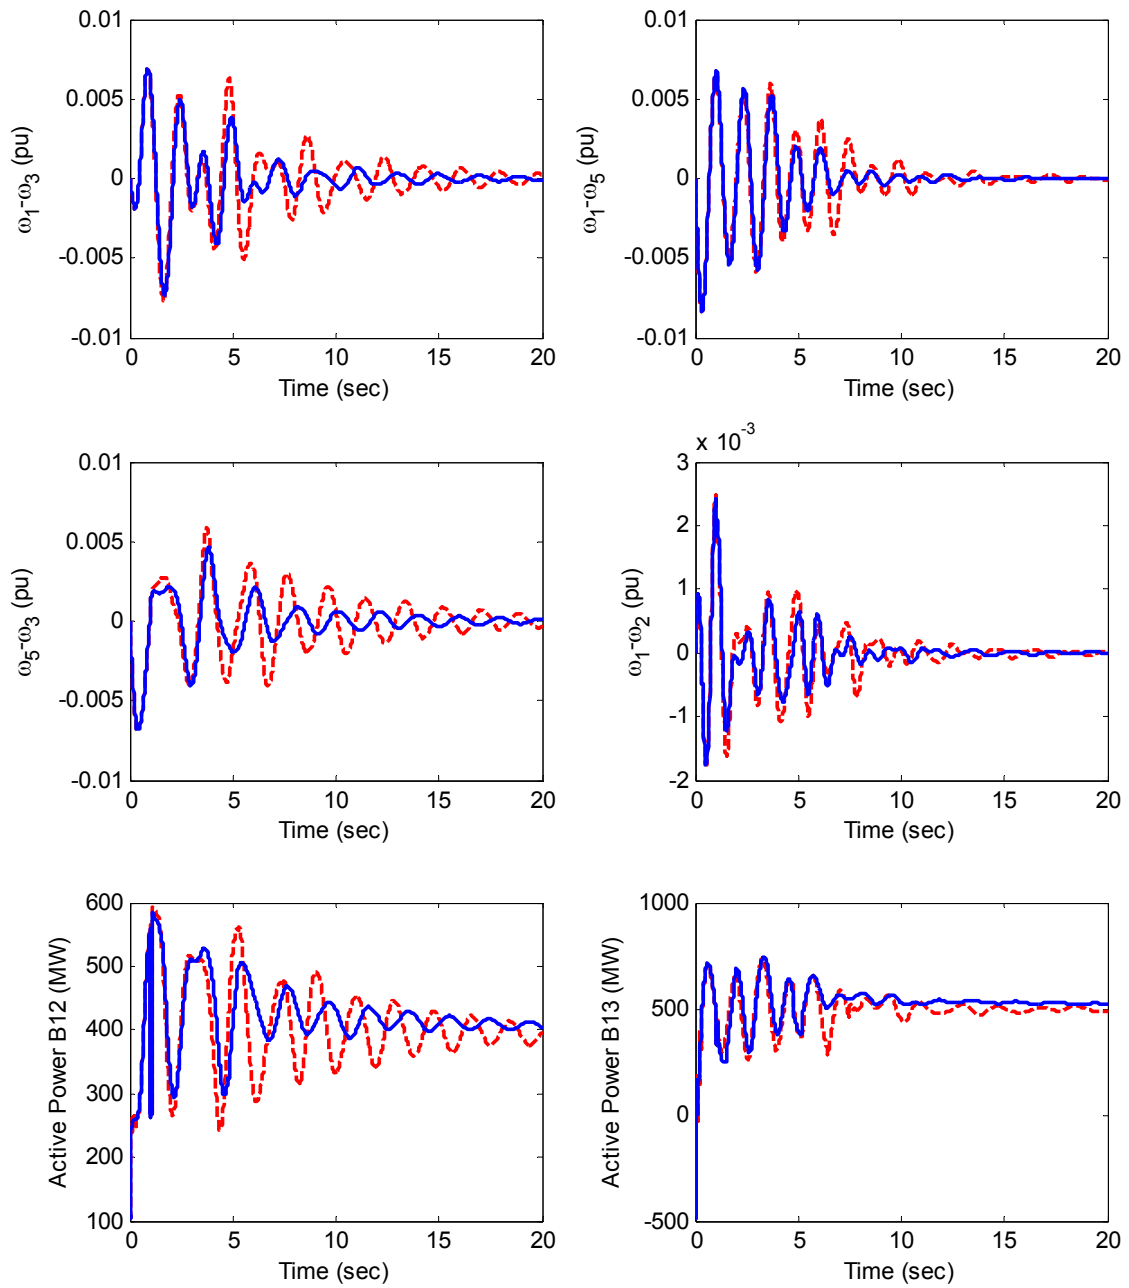 0.01
0.005
0
-0.005
-0.01
ω1-ω3 (pu)
0 5 10 15 20
Time (sec)
0.01
0.005
0
-0.005
-0.01
ω1-ω5 (pu)
0 5 10 15 20
Time (sec)
0.01
0.005
0
-0.005
-0.01
ω5-ω3 (pu)
0 5 10 15 20
Time (sec)
x 10-3
3
2
1
0
-1
-2
ω1-ω2 (pu)
0 5 10 15 20
Time (sec)
600
500
400
300
200
100
Active Power B12 (MW)
0 5 10 15 20
Time (sec)
1000
500
0
-500
Active Power B13 (MW)
0 5 10 15 20
Time (sec)